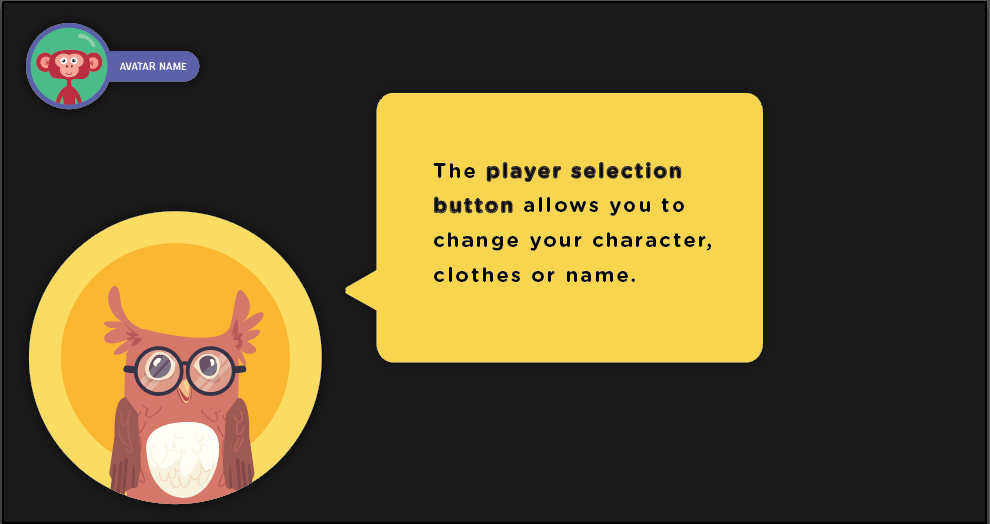 AVATAR NAME
The player selection
button allows you to
change your character,
clothes or name.